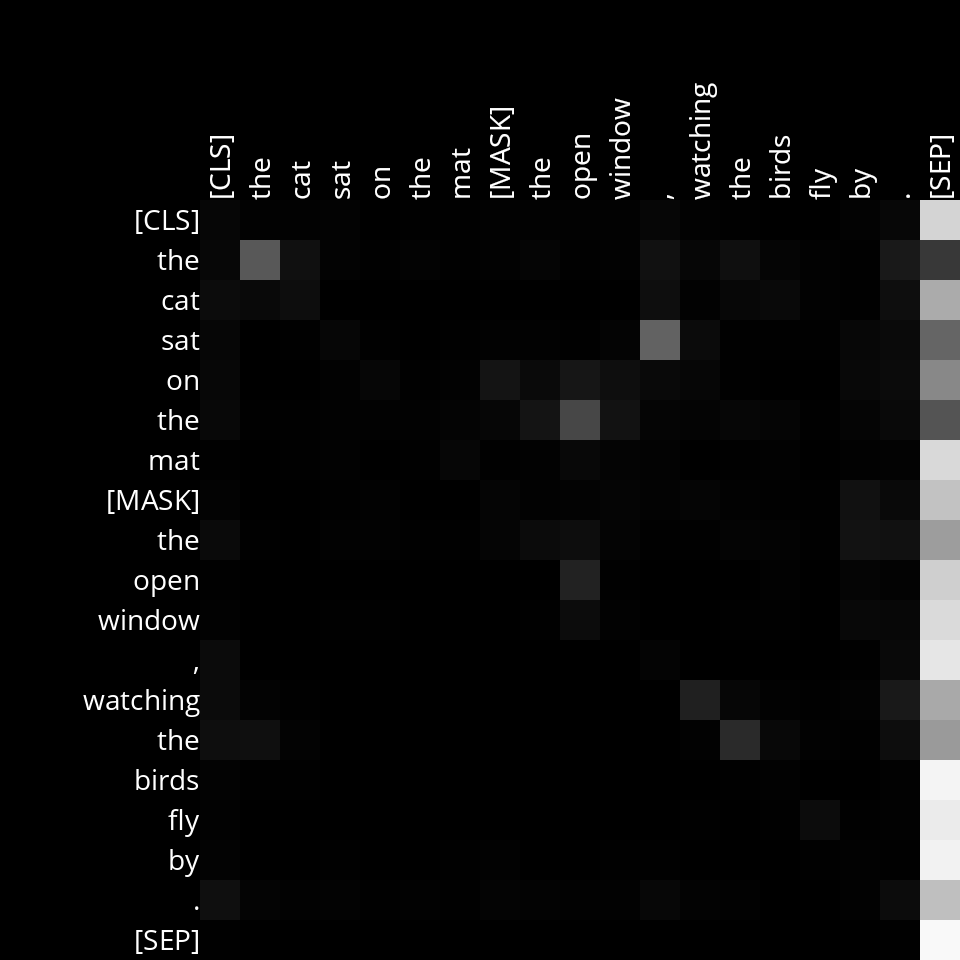 [CLS] the cat sat on the mat [MASK] the open window , watching the birds fly by . [SEP]
[CLS]
the
cat
sat
on
the
mat
[MASK]
the
open
window
,
watching
the
birds
fly
by
.
[SEP]